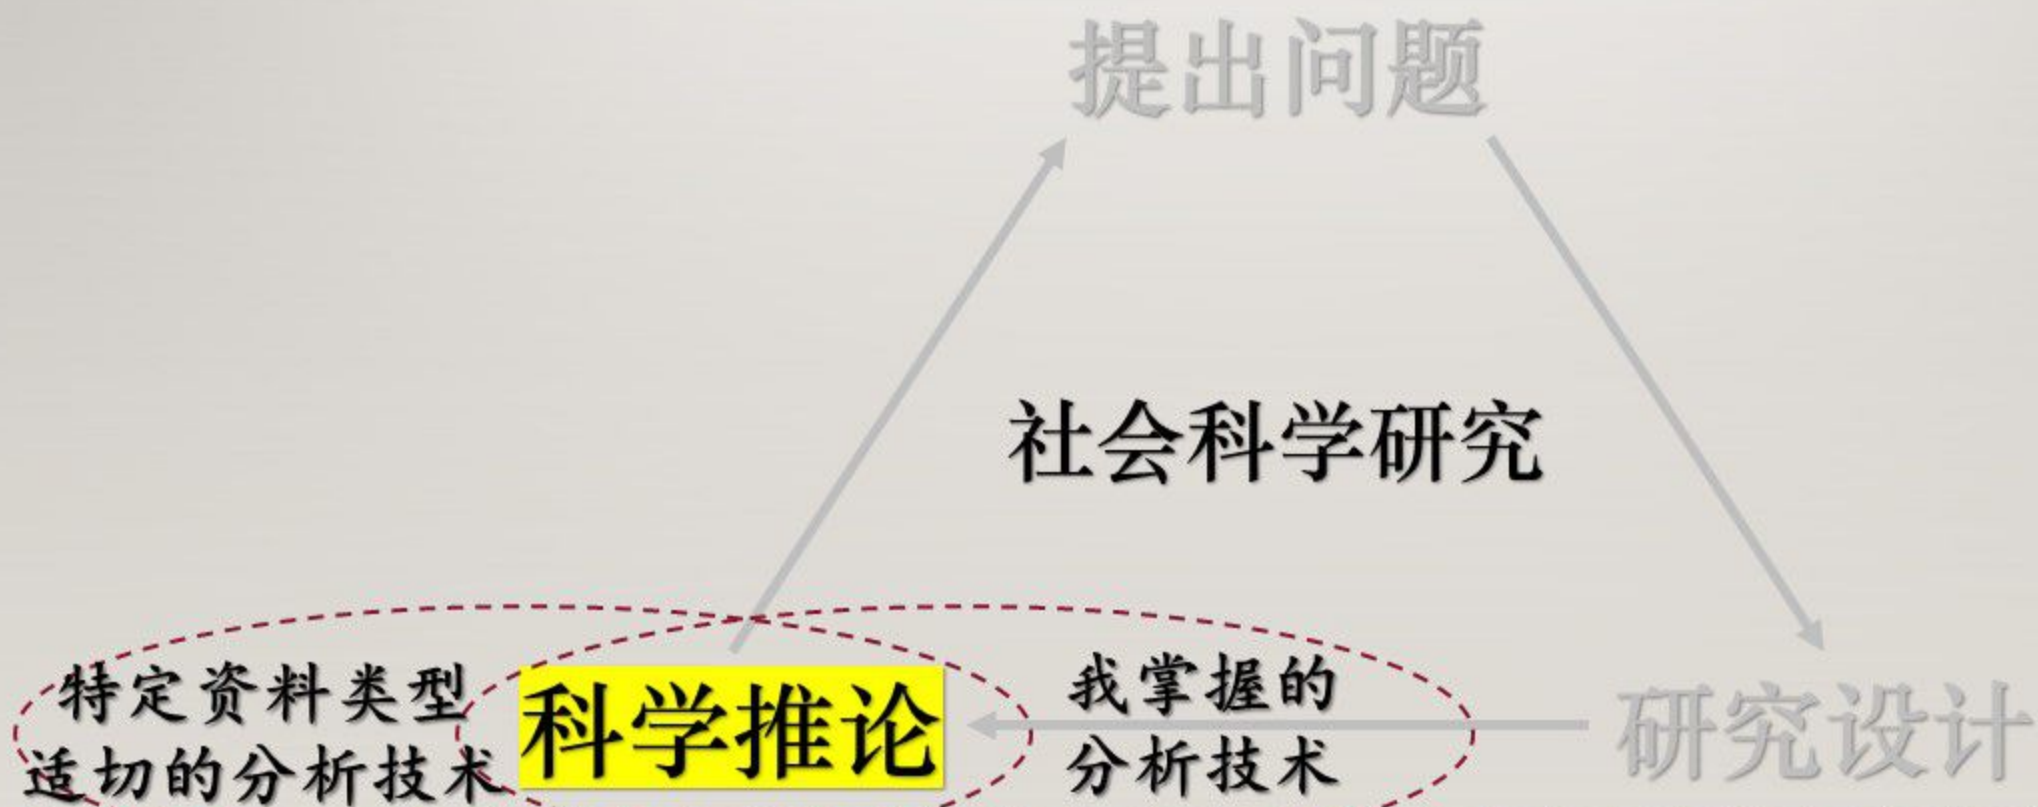 提出问题
社会科学研究
特定资料类型
适切的分析技术
科学推论
我掌握的
分析技术
研究设计